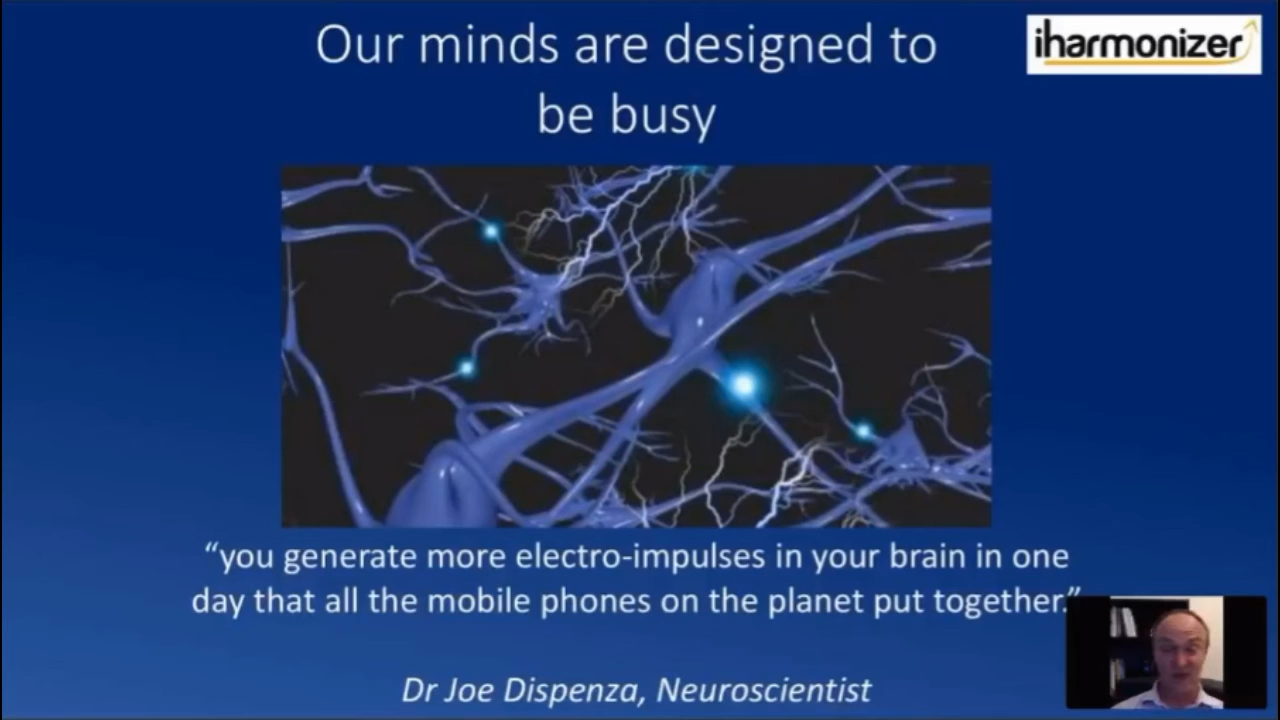 Our minds are designed to
be busy
iharmonizer
“you generate more electro-impulses in your brain in one
day that all the mobile phones on the planet put together.”
Dr Joe Dispenza, Neuroscientist